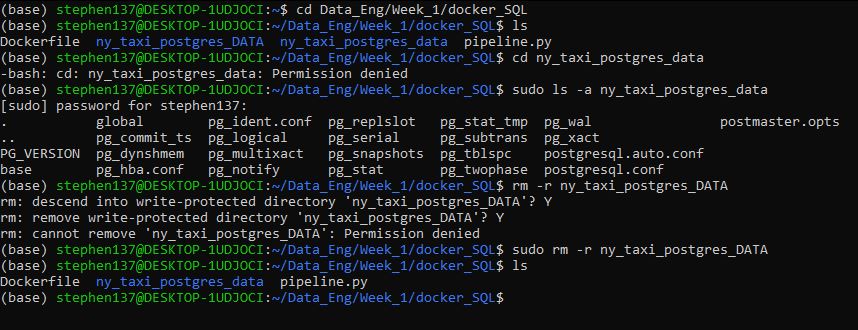 (base) stephen137@DESKTOP-1UDJOCI:~$ cd Data_Eng/Week_1/docker_SQL
(base) stephen137@DESKTOP-1UDJOCI:~/Data_Eng/Week_1/docker_SQL$ ls
Dockerfile  ny_taxi_postgres_DATA  ny_taxi_postgres_data  pipeline.py
(base) stephen137@DESKTOP-1UDJOCI:~/Data_Eng/Week_1/docker_SQL$ cd ny_taxi_postgres_data
-bash: cd: ny_taxi_postgres_data: Permission denied
(base) stephen137@DESKTOP-1UDJOCI:~/Data_Eng/Week_1/docker_SQL$ sudo ls -a ny_taxi_postgres_data
[sudo] password for stephen137:
.           global        pg_ident.conf  pg_replslot   pg_stat_tmp  pg_wal                postmaster.opts
..          pg_commit_ts  pg_logical     pg_serial     pg_subtrans  pg_xact
PG_VERSION  pg_dynshmem   pg_multixact   pg_snapshots  pg_tblspc    postgresql.auto.conf
base        pg_hba.conf   pg_notify      pg_stat       pg_twophase  postgresql.conf
(base) stephen137@DESKTOP-1UDJOCI:~/Data_Eng/Week_1/docker_SQL$ rm -r ny_taxi_postgres_DATA
rm: descend into write-protected directory 'ny_taxi_postgres_DATA'? Y
rm: remove write-protected directory 'ny_taxi_postgres_DATA'? Y
rm: cannot remove 'ny_taxi_postgres_DATA': Permission denied
(base) stephen137@DESKTOP-1UDJOCI:~/Data_Eng/Week_1/docker_SQL$ sudo rm -r ny_taxi_postgres_DATA
(base) stephen137@DESKTOP-1UDJOCI:~/Data_Eng/Week_1/docker_SQL$ ls
Dockerfile  ny_taxi_postgres_data  pipeline.py
(base) stephen137@DESKTOP-1UDJOCI:~/Data_Eng/Week_1/docker_SQL$